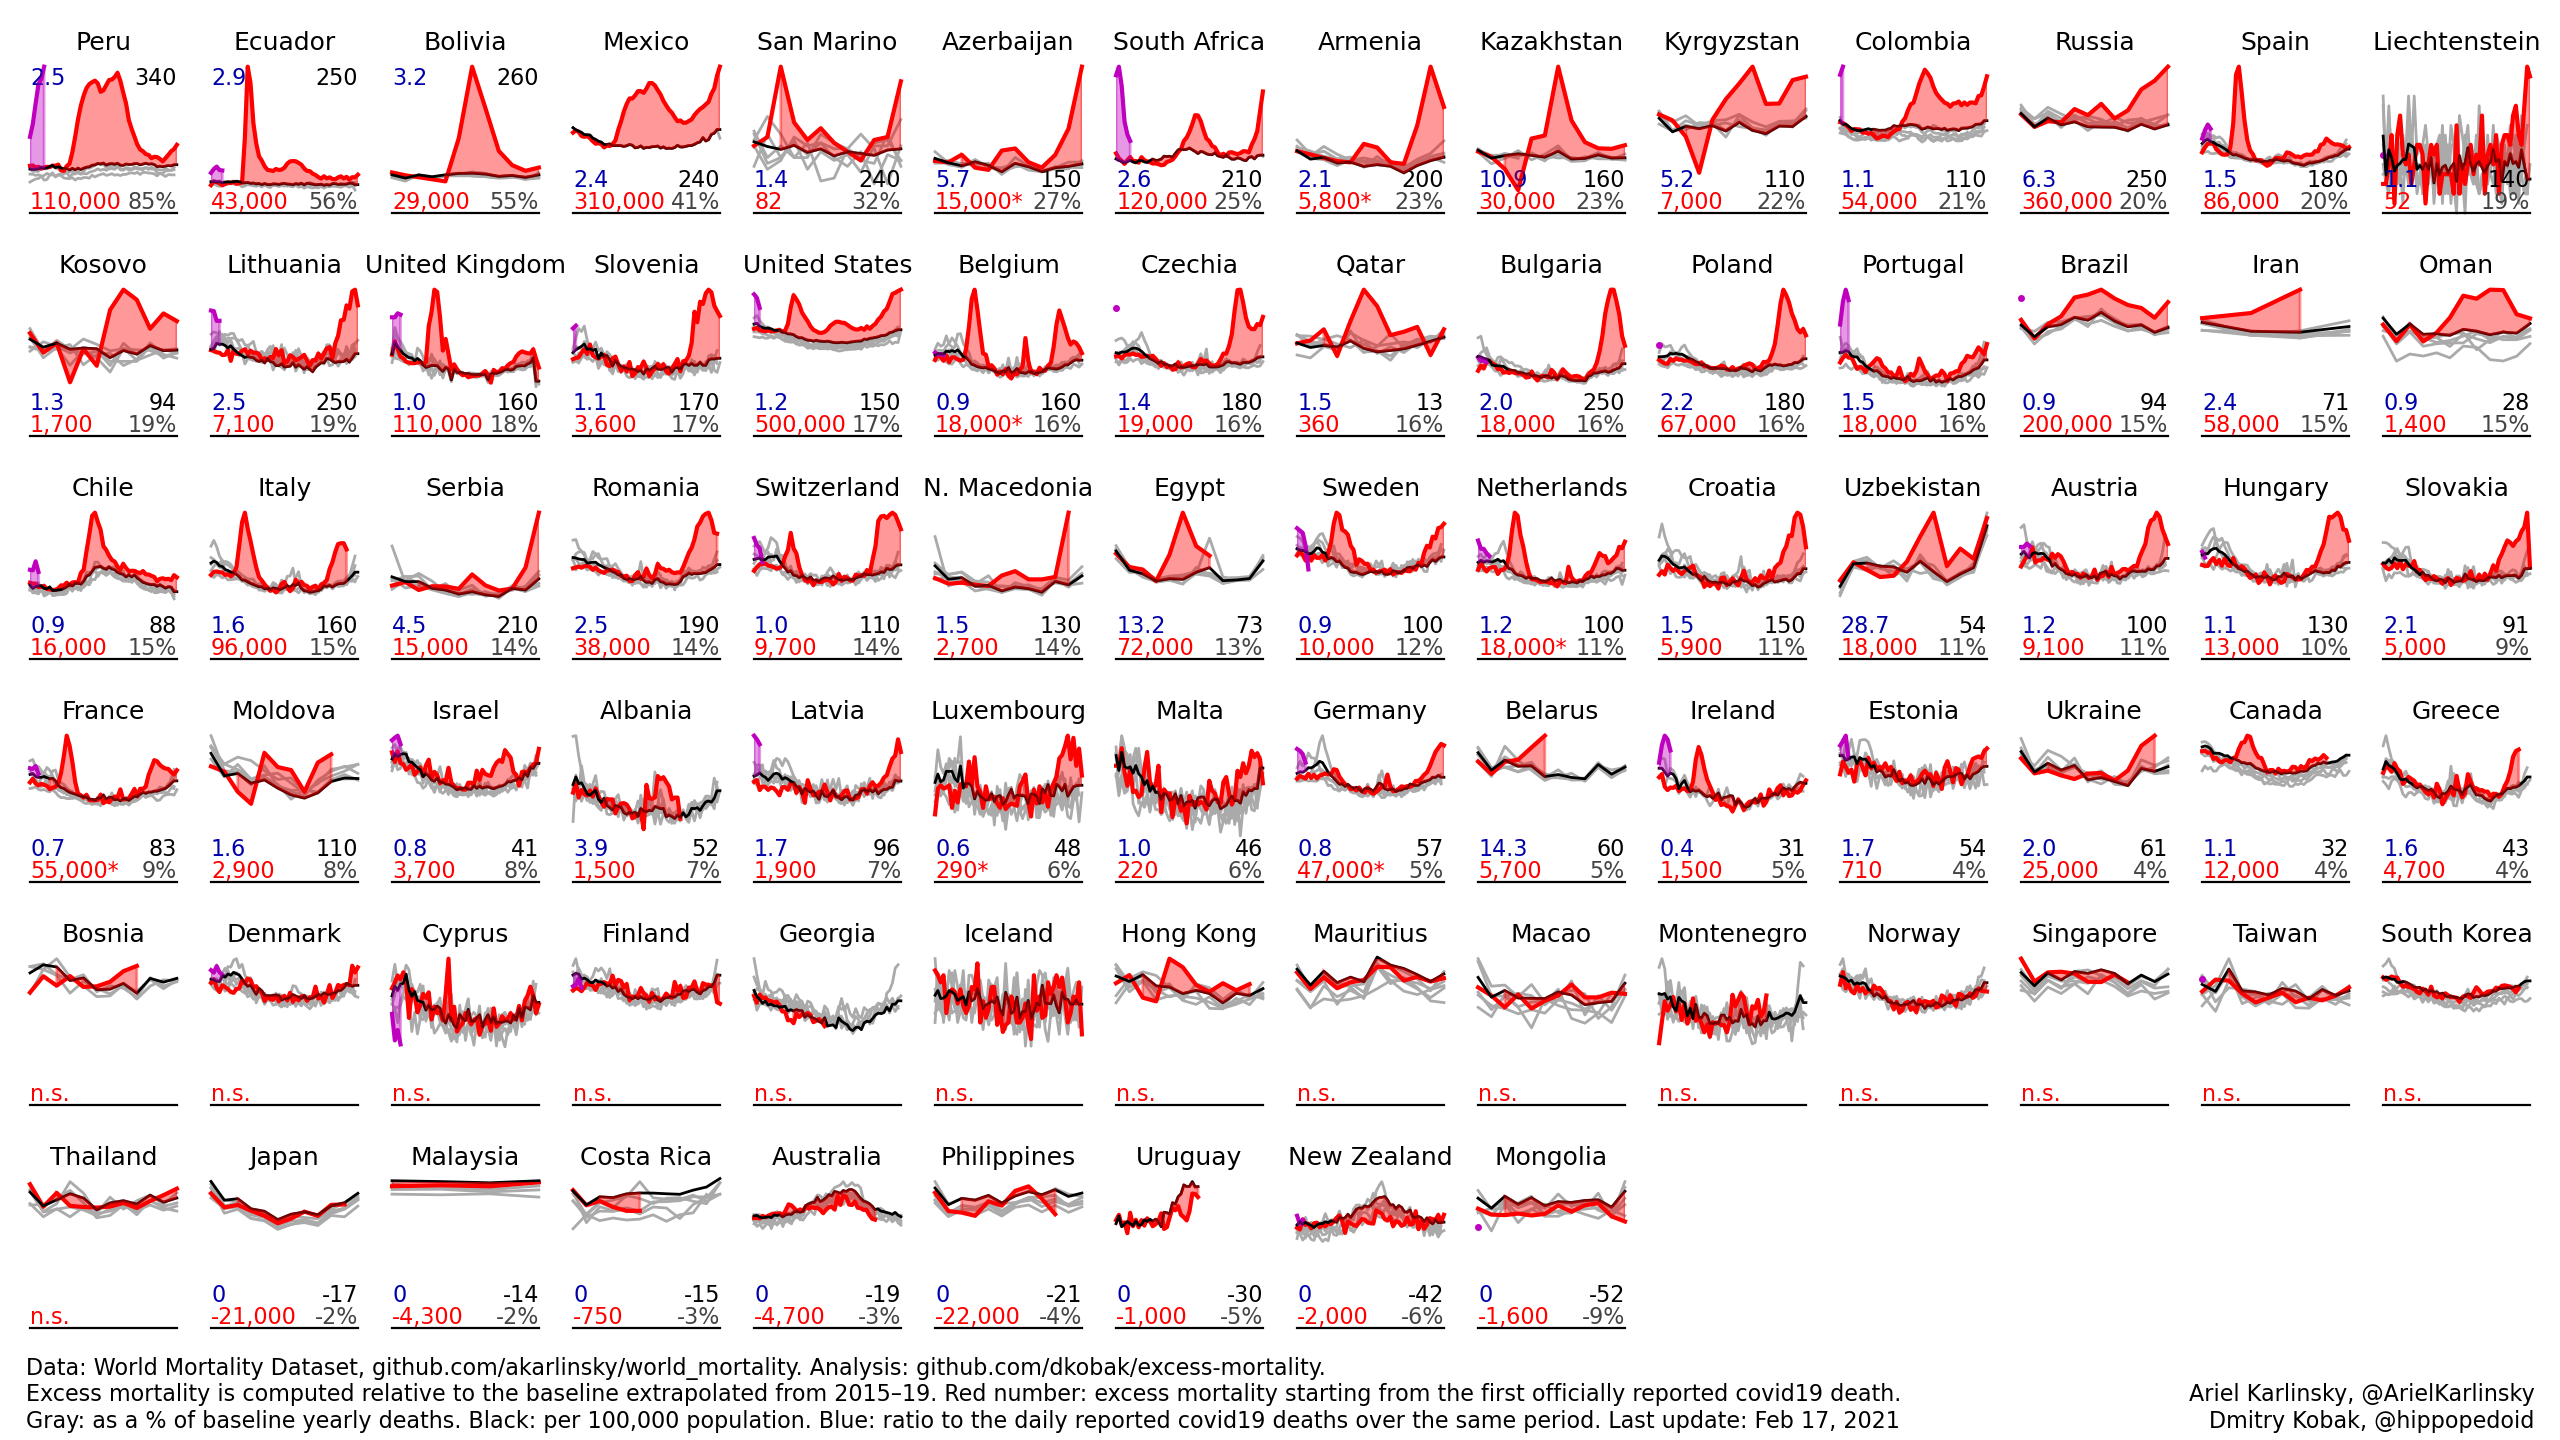 Peru Ecuador Bolivia Mexico San Marino Azerbaijan South Africa Armenia Kazakhstan Kyrgyzstan Colombia Russia Spain Liechtenstein
2.5 340 2.9 250 3.2 260
2.4 240 1.4 240 5.7 150 2.6 210 2.1 200 10.9 160 5.2 110 1.1 110 6.3 250 1.5 180 1.1 140
110,000 85% 43,000 56% 29,000 55% 310,000 41% 82 32% 15,000* 27% 120,000 25% 5,800* 23% 30,000 23% 7,000 22% 54,000 21% 360,000 20% 86,000 20% 52 19%
Kosovo Lithuania United Kingdom Slovenia United States Belgium Czechia Qatar Bulgaria Poland Portugal Brazil Iran Oman
1.3 94 2.5 250 1.0 160 1.1 170 1.2 150 0.9 160 1.4 180 1.5 13 2.0 250 2.2 180 1.5 180 0.9 94 2.4 71 0.9 28
1,700 19% 7,100 19% 110,000 18% 3,600 17% 500,000 17% 18,000* 16% 19,000 16% 360 16% 18,000 16% 67,000 16% 18,000 16% 200,000 15% 58,000 15% 1,400 15%
Chile Italy Serbia Romania Switzerland N. Macedonia Egypt Sweden Netherlands Croatia Uzbekistan Austria Hungary Slovakia
0.9 88 1.6 160 4.5 210 2.5 190 1.0 110 1.5 130 13.2 73 0.9 100 1.2 100 1.5 150 28.7 54 1.2 100 1.1 130 2.1 91
16,000 15% 96,000 15% 15,000 14% 38,000 14% 9,700 14% 2,700 14% 72,000 13% 10,000 12% 18,000* 11% 5,900 11% 18,000 11% 9,100 11% 13,000 10% 5,000 9%
France Moldova Israel Albania Latvia Luxembourg Malta Germany Belarus Ireland Estonia Ukraine Canada Greece
0.7 83 1.6 110 0.8 41 3.9 52 1.7 96 0.6 48 1.0 46 0.8 57 14.3 60 0.4 31 1.7 54 2.0 61 1.1 32 1.6 43
55,000* 9% 2,900 8% 3,700 8% 1,500 7% 1,900 7% 290* 6% 220 6% 47,000* 5% 5,700 5% 1,500 5% 710 4% 25,000 4% 12,000 4% 4,700 4%
Bosnia Denmark Cyprus Finland Georgia Iceland Hong Kong Mauritius Macao Montenegro Norway Singapore Taiwan South Korea
n.s. n.s. n.s. n.s. n.s. n.s. n.s. n.s. n.s. n.s. n.s. n.s. n.s. n.s.
Thailand Japan Malaysia Costa Rica Australia Philippines Uruguay New Zealand Mongolia
0 -17 0 -14 0 -15 0 -19 0 -21 0 -30 0 -42 0 -52
n.s. -21,000 -2% -4,300 -2% -750 -3% -4,700 -3% -22,000 -4% -1,000 -5% -2,000 -6% -1,600 -9%
Data: World Mortality Dataset, github.com/akarlinsky/world_mortality. Analysis: github.com/dkobak/excess-mortality.
Excess mortality is computed relative to the baseline extrapolated from 2015–19. Red number: excess mortality starting from the first officially reported covid19 death.
Gray: as a % of baseline yearly deaths. Black: per 100,000 population. Blue: ratio to the daily reported covid19 deaths over the same period. Last update: Feb 17, 2021
Ariel Karlinsky, @ArielKarlinsky
Dmitry Kobak, @hippopedoid